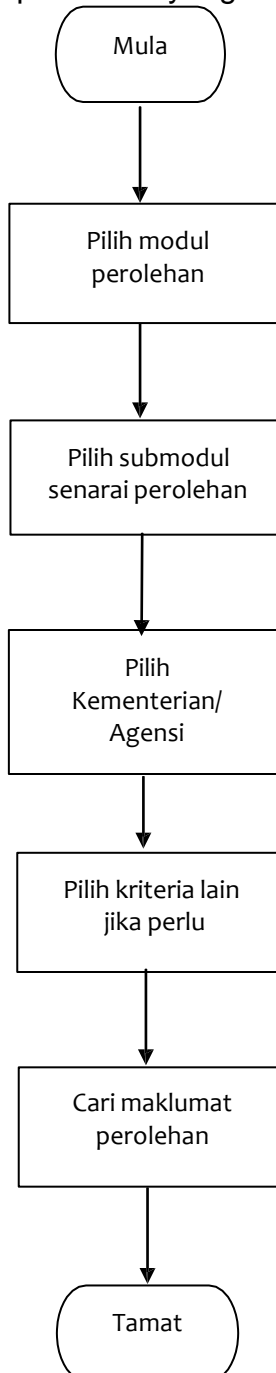 Mula
Pilih modul
perolehan
Pilih submodul
senarai perolehan
Pilih
Kementerian/
Agensi
Pilih kriteria lain
jika perlu
Cari maklumat
perolehan
Tamat